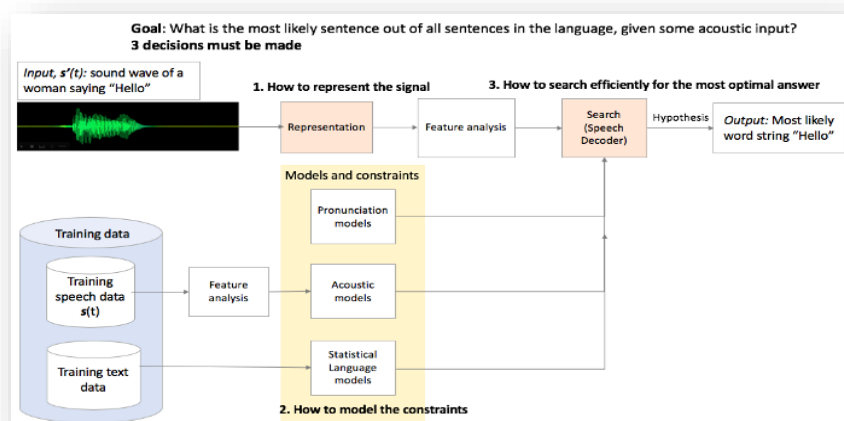 Goal: What is the most likely sentence out of all sentences in the language, given some acoustic input?
3 decisions must be made
Input, s'(t): sound wave of a
woman saying “Hello”
1. How to represent the signal
3. How to search efficiently for the most optimal answer
Representation
Feature analysis
Search
(Speech
Decoder)
Hypothesis
Output: Most likely
word string “Hello”
Models and constraints
Pronunciation
models
Training data
Training
speech data
s(t)
Feature
analysis
Acoustic
models
Training text
data
Statistical
Language
models
2. How to model the constraints